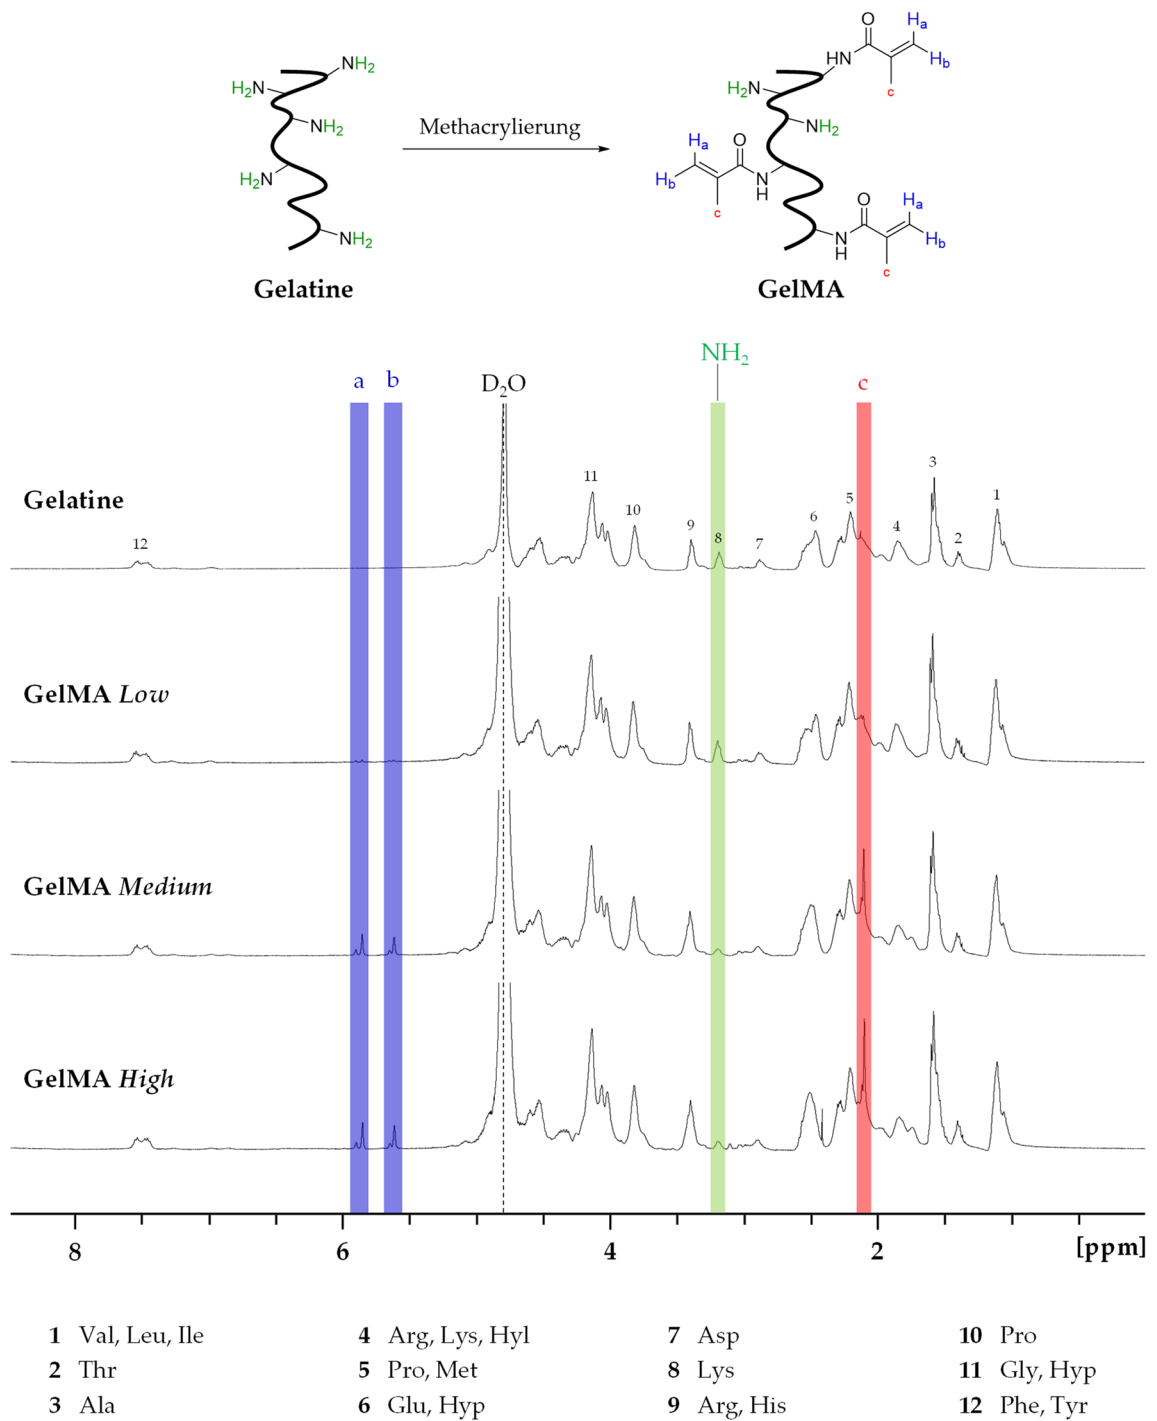 NH2
H2N
NH2
H2N
NH2
Gelatine
Methacrylierung
O
Ha
HN
Hb
c
H2N
NH2
Ha
O
Hb
N
H
c
O
Ha
N
H
Hb
c
GelMA
NH2
a
b
D2O
c
Gelatine
12
11
10
9
8
7
6
5
4
3
2
1
GelMA Low
GelMA Medium
GelMA High
8
6
4
2
[ppm]
1 Val, Leu, Ile
4 Arg, Lys, Hyl
7 Asp
10 Pro
2 Thr
5 Pro, Met
8 Lys
11 Gly, Hyp
3 Ala
6 Glu, Hyp
9 Arg, His
12 Phe, Tyr